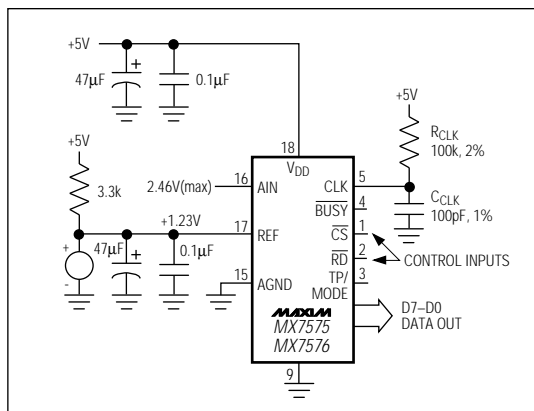 +5V
47µF
+
0.1µF
+5V
+5V
RCLK
100k, 2%
18
VDD
3.3k
2.46V(max)
16
AIN
CLK
5
BUSY
4
CCLK
100pF, 1%
+1.23V
17
REF
CS
1
+
47µF
+
0.1µF
RD
2
CONTROL INPUTS
15
AGND
TP/
MODE
3
-
MAXIM
MX7575
MX7576
D7–D0
DATA OUT
9